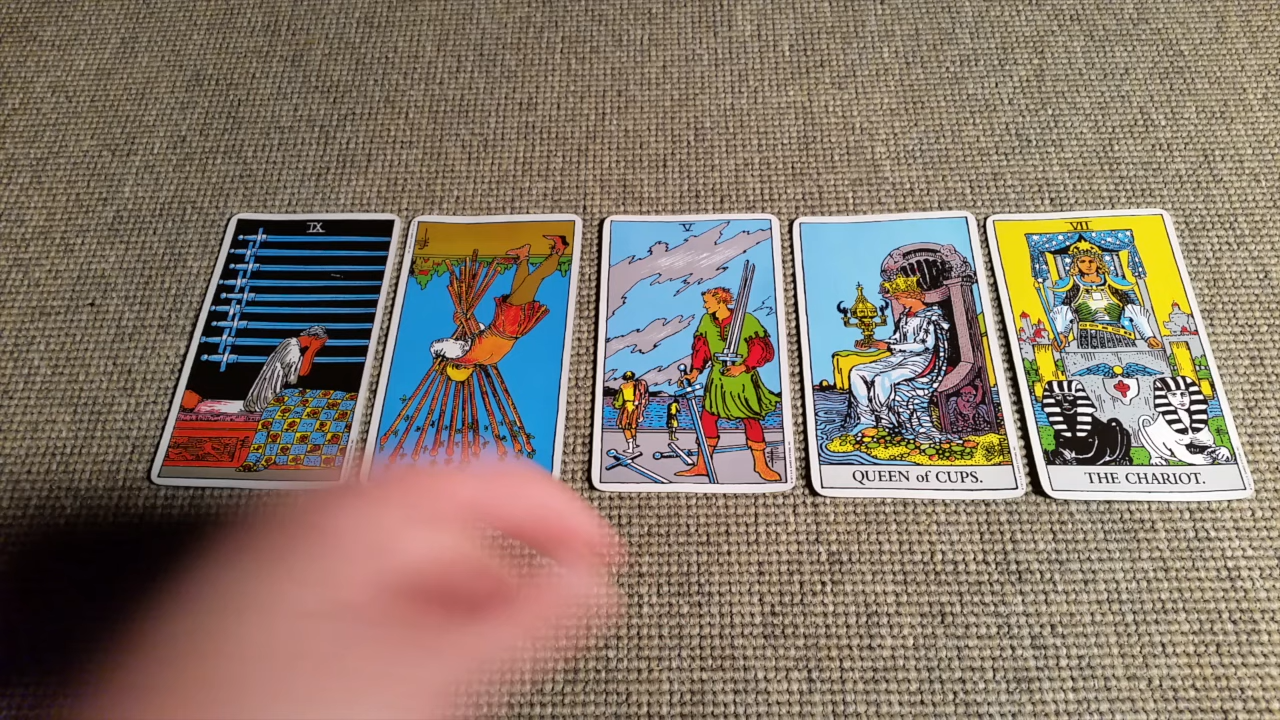 IX
V
QUEEN of CUPS.
VII
THE CHARIOT.